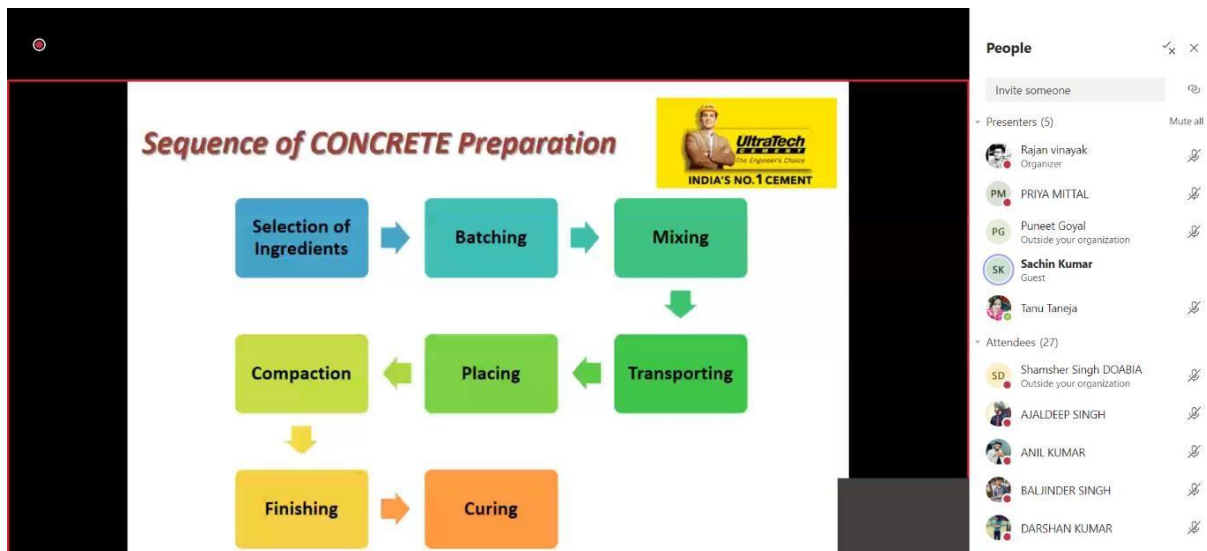 Sequence of CONCRETE Preparation
UltraTech
CEMENT
The Engineer's Choice
INDIA'S NO.1 CEMENT
Selection of
Ingredients
Batching
Mixing
Compaction
Placing
Transporting
Finishing
Curing
People
Invite someone
Presenters (5)
Mute all
Rajan vinayak
Organizer
PM
PRIYA MITTAL
PG
Puneet Goyal
Outside your organization
SK
Sachin Kumar
Guest
Tanu Taneja
Attendees (27)
SD
Shamsher Singh DOABIA
Outside your organization
AJALDEEP SINGH
ANIL KUMAR
BALJINDER SINGH
DARSHAN KUMAR